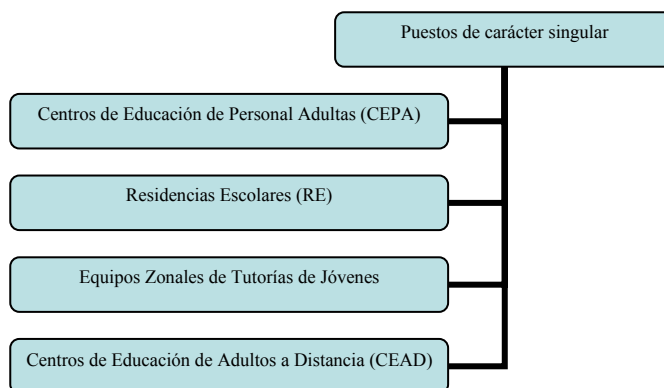 Puestos de carácter singular
Centros de Educación de Personal Adultas (CEPA)
Residencias Escolares (RE)
Equipos Zonales de Tutorías de Jóvenes
Centros de Educación de Adultos a Distancia (CEAD)